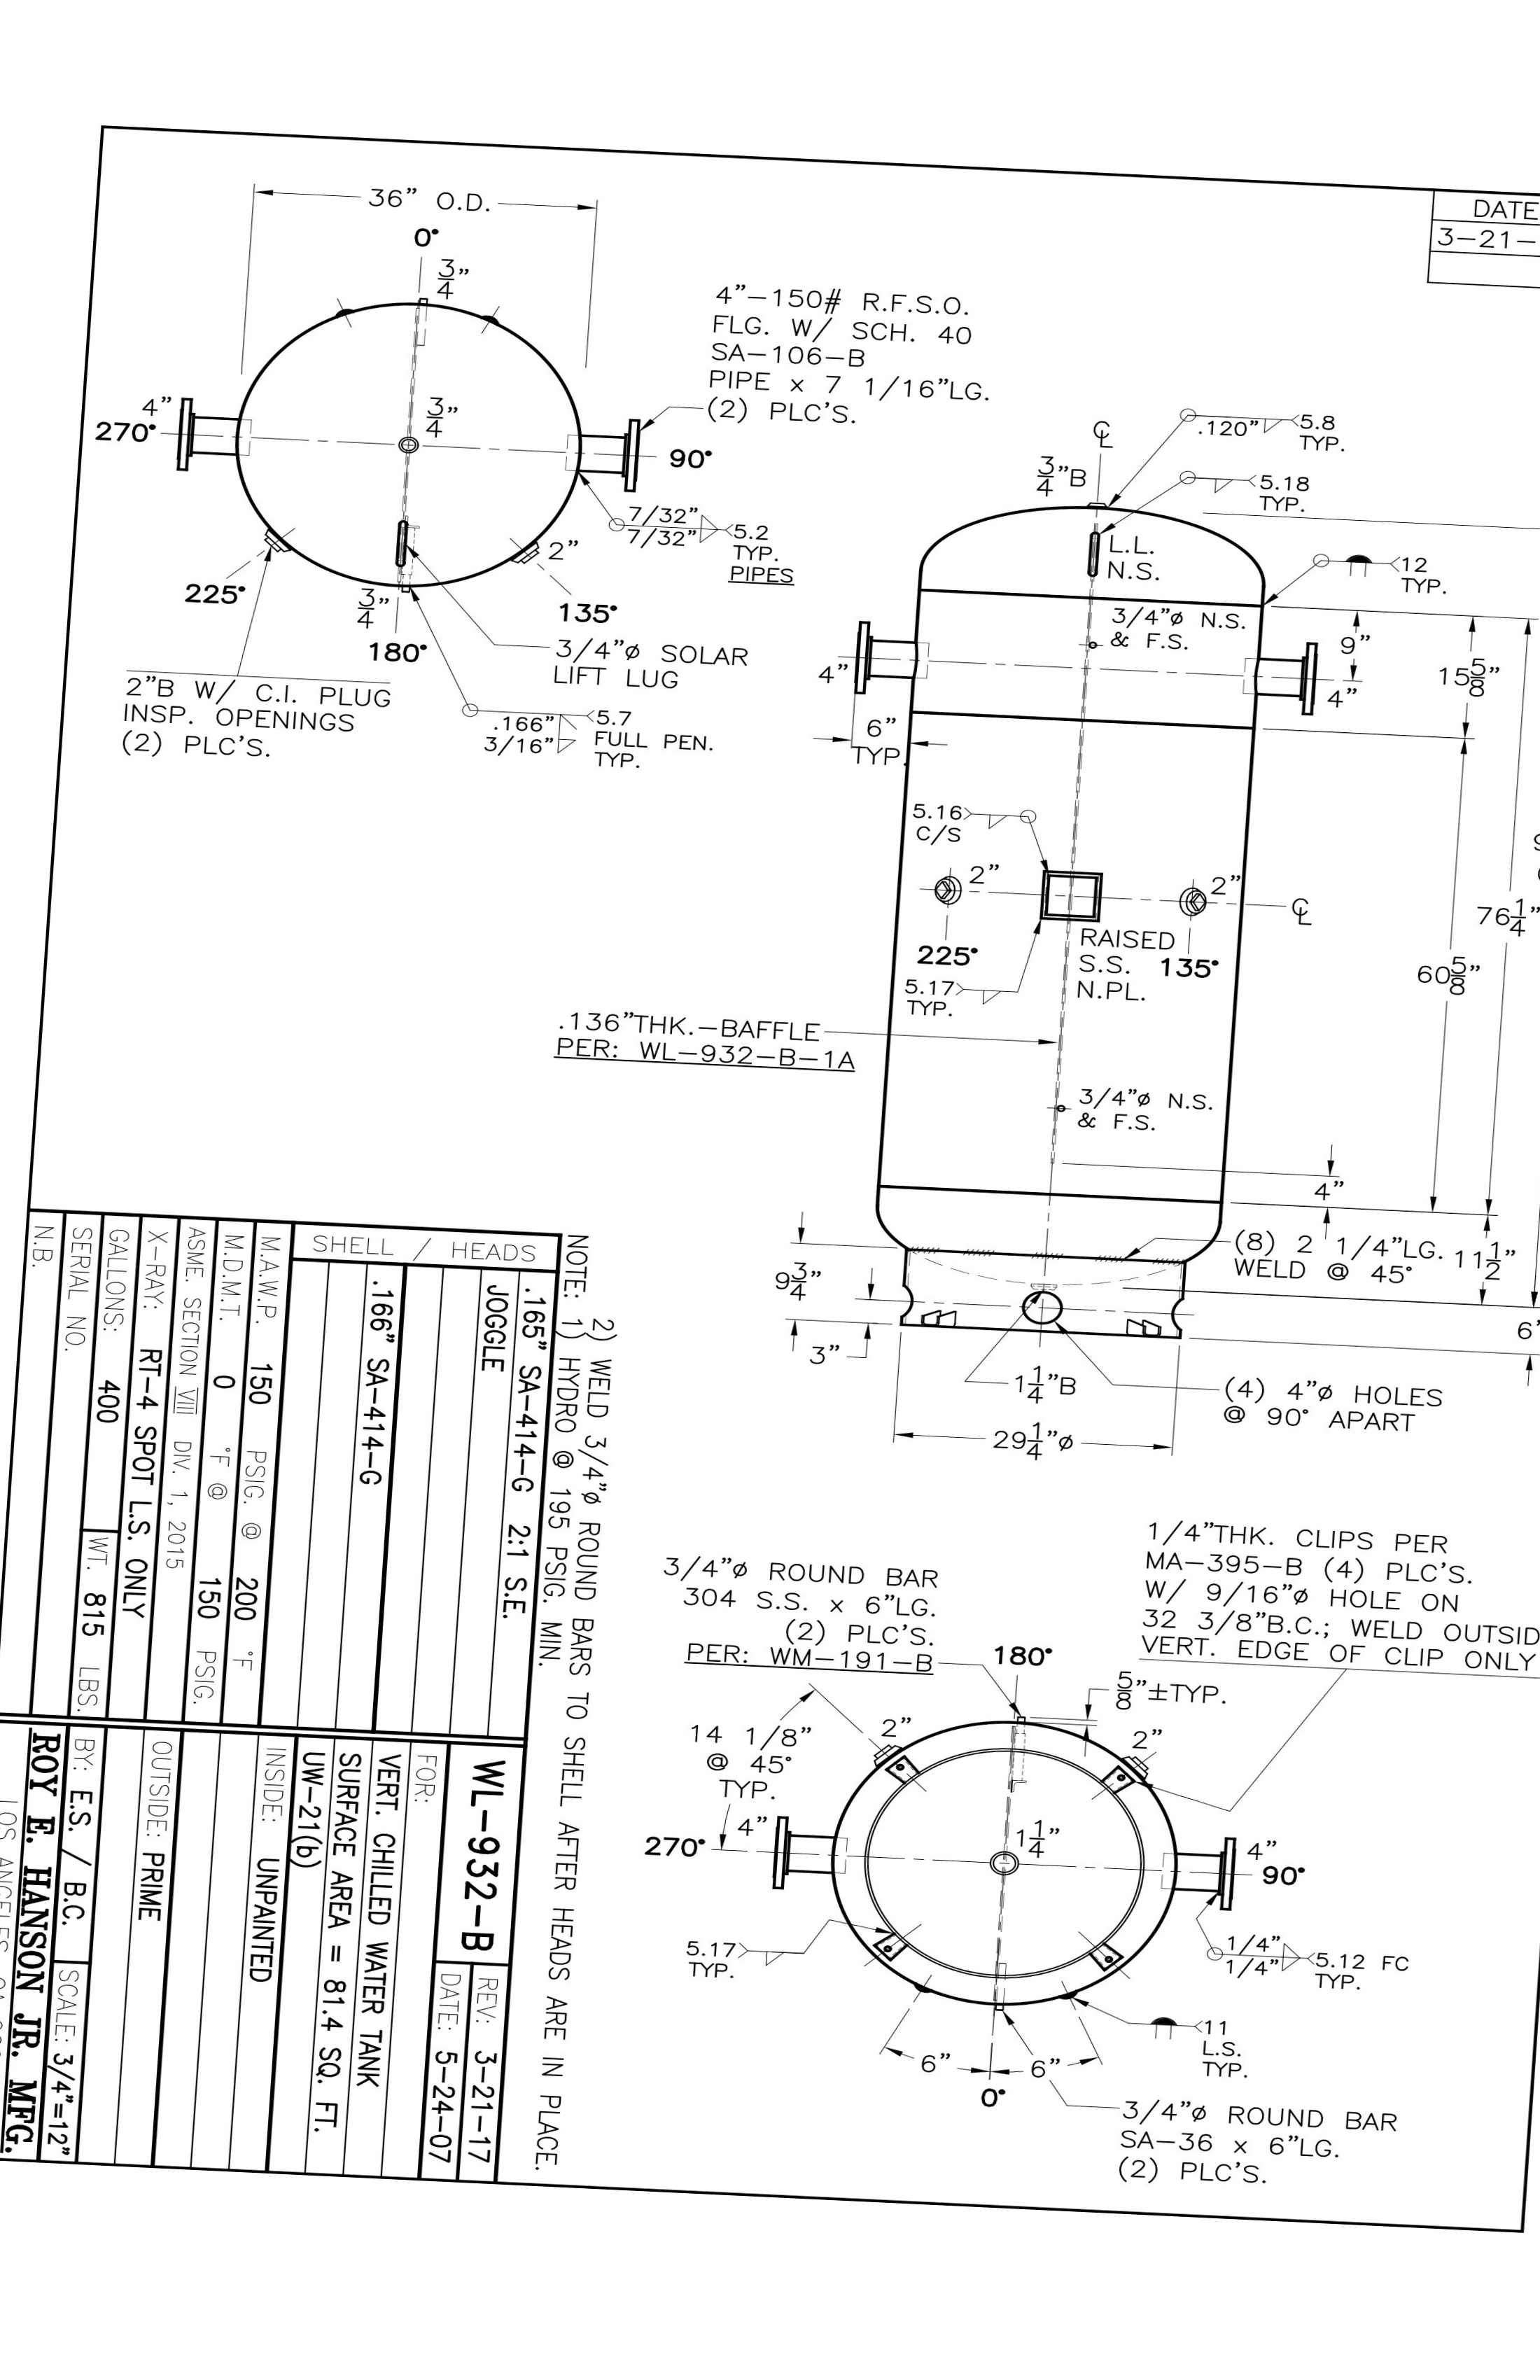 DATE
3-21-
36" O.D.
0°
3/4"
4"-150# R.F.S.O.
FLG. W/ SCH. 40
SA-106-B
PIPE x 7 1/16"LG.
(2) PLC'S.
4"
270°
3/4"
90°
7/32"
7/32"
5.2
TYP.
PIPES
2"
225°
135°
3/4"
180°
3/4"ø SOLAR
LIFT LUG
2"B W/ C.I. PLUG
INSP. OPENINGS
(2) PLC'S.
.166"
3/16"
5.7
FULL PEN.
TYP.
℄
.120"
5.8
TYP.
3/4"B
5.18
TYP.
L.L.
N.S.
12
TYP.
3/4"ø N.S.
& F.S.
9"
15 5/8"
4"
4"
6"
TYP.
5.16
C/S
2"
2"
℄
76 1/4"
225°
RAISED
S.S.
N.PL.
135°
60 5/8"
5.17
TYP.
.136"THK.-BAFFLE
PER: WL-932-B-1A
3/4"ø N.S.
& F.S.
4"
(8) 2 1/4"LG.
WELD @ 45°
11 1/2"
9 3/4"
6"
3"
1 1/4"B
(4) 4"ø HOLES
@ 90° APART
29 1/4"ø
1/4"THK. CLIPS PER
MA-395-B (4) PLC'S.
W/ 9/16"ø HOLE ON
32 3/8"B.C.; WELD OUTSID
VERT. EDGE OF CLIP ONLY
3/4"ø ROUND BAR
304 S.S. x 6"LG.
(2) PLC'S.
PER: WM-191-B
180°
5/8"±TYP.
14 1/8"
@ 45°
TYP.
2"
2"
4"
270°
1 1/4"
4"
90°
5.17
TYP.
1/4"
1/4"
5.12 FC
TYP.
11
L.S.
TYP.
6"
6"
0°
3/4"ø ROUND BAR
SA-36 x 6"LG.
(2) PLC'S.
2) WELD 3/4"ø ROUND BARS TO SHELL AFTER HEADS ARE IN PLACE.
NOTE: 1) HYDRO @ 195 PSIG. MIN.
SHELL / HEADS
.165" SA-414-G 2:1 S.E.
JOGGLE
.166" SA-414-G
M.A.W.P. 150 PSIG. @ 200 °F
M.D.M.T. 0 °F @ 150 PSIG.
ASME. SECTION VIII DIV. 1, 2015
X-RAY: RT-4 SPOT L.S. ONLY
GALLONS: 400 WT. 815 LBS.
SERIAL NO.
N.B.
WL-932-B
REV: 3-21-17
DATE: 5-24-07
FOR:
VERT. CHILLED WATER TANK
SURFACE AREA = 81.4 SQ. FT.
UW-21(b)
INSIDE: UNPAINTED
OUTSIDE: PRIME
BY: E.S. / B.C. SCALE: 3/4"=12"
ROY E. HANSON JR. MFG.
LOS ANGELES, CA